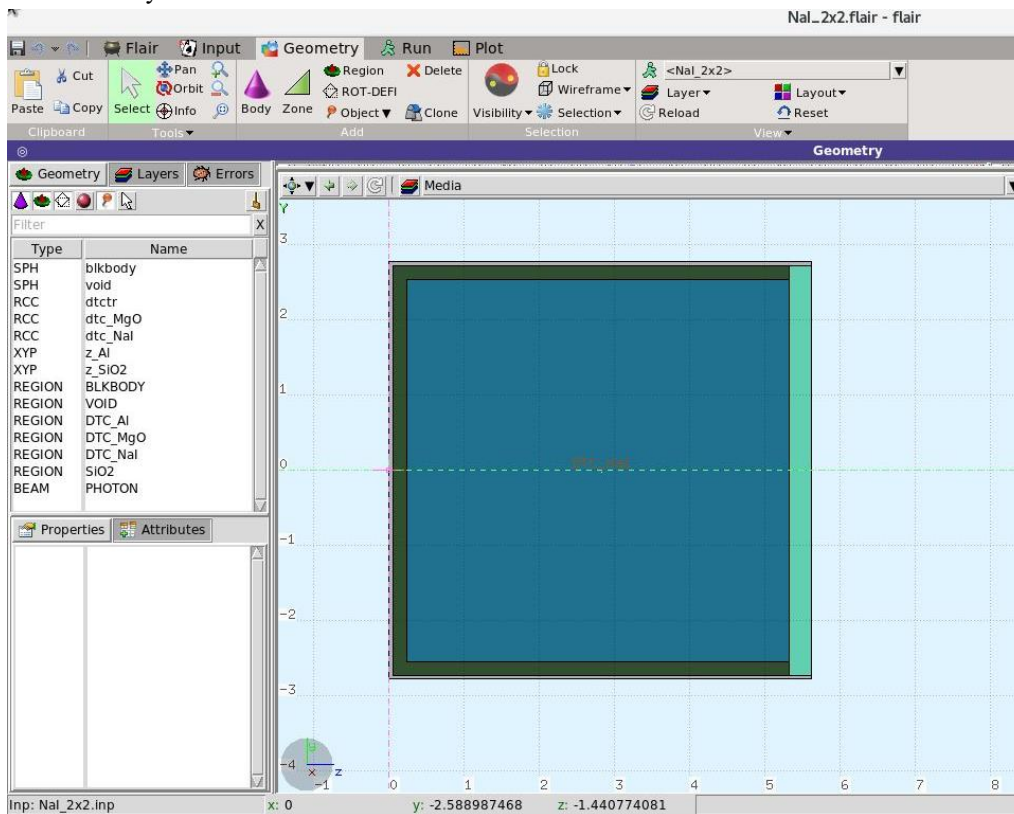 NaI_2x2.flair - flair
Flair Input Geometry Run Plot
Paste Cut Copy
Select Pan Orbit Info
Body Zone Region ROT-DEFI Object Delete Clone
Visibility Lock Wireframe Selection
<NaI_2x2>
Layer Reload
Layout Reset
Clipboard Tools Add Selection View
Geometry
Geometry Layers Errors
Media
Filter X
Type Name
SPH blkbody
SPH void
RCC dtctr
RCC dtc_MgO
RCC dtc_NaI
XYP z_Al
XYP z_SiO2
REGION BLKBODY
REGION VOID
REGION DTC_Al
REGION DTC_MgO
REGION DTC_NaI
REGION SiO2
BEAM PHOTON
Properties Attributes
Y
3
2
1
0
-1
-2
-3
-4
y
x z
-1 0 1 2 3 4 5 6 7 8
Inp: NaI_2x2.inp x: 0 y: -2.588987468 z: -1.440774081